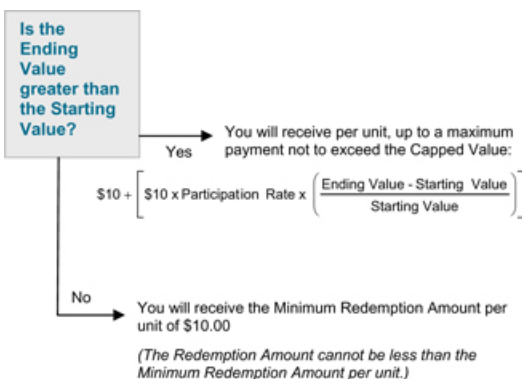 Is the
Ending
Value
greater than
the Starting
Value?
Yes
You will receive per unit, up to a maximum
payment not to exceed the Capped Value:
$10 + [ $10 x Participation Rate x ( Ending Value - Starting Value
Starting Value ) ]
No
You will receive the Minimum Redemption Amount per
unit of $10.00
(The Redemption Amount cannot be less than the
Minimum Redemption Amount per unit.)